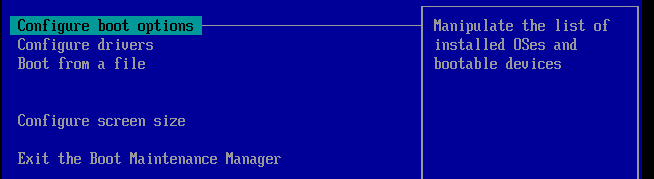 Configure boot options
Configure drivers
Boot from a file
Configure screen size
Exit the Boot Maintenance Manager
Manipulate the list of
installed OSes and
bootable devices